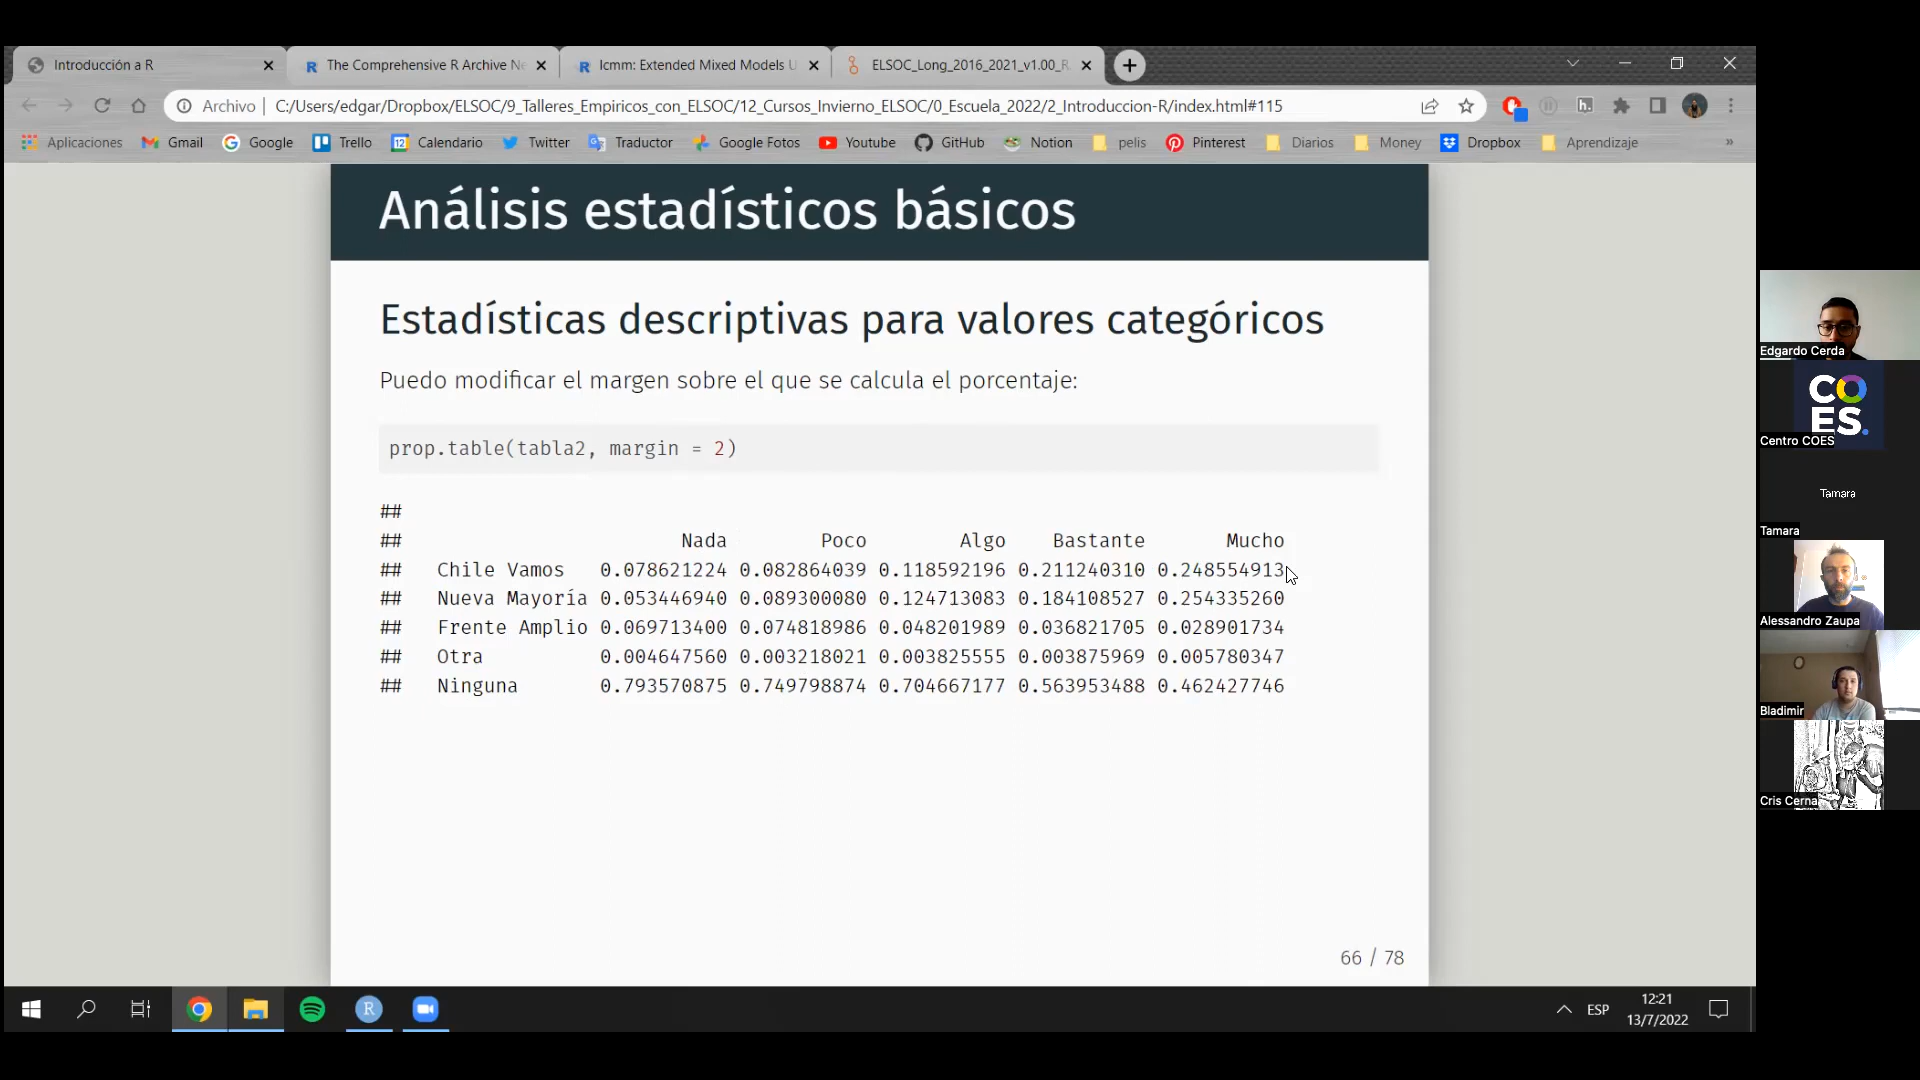 Introducción a R
The Comprehensive R Archive Ne
lcmm: Extended Mixed Models U
ELSOC_Long_2016_2021_v1.00_R
Archivo | C:/Users/edgar/Dropbox/ELSOC/9_Talleres_Empiricos_con_ELSOC/12_Cursos_Invierno_ELSOC/0_Escuela_2022/2_Introduccion-R/index.html#115
Aplicaciones Gmail Google Trello Calendario Twitter Traductor Google Fotos Youtube GitHub Notion pelis Pinterest Diarios Money Dropbox Aprendizaje »
Análisis estadísticos básicos
Estadísticas descriptivas para valores categóricos
Puedo modificar el margen sobre el que se calcula el porcentaje:
prop.table(tabla2, margin = 2)
##
## Nada Poco Algo Bastante Mucho
## Chile Vamos 0.078621224 0.082864039 0.118592196 0.211240310 0.248554913
## Nueva Mayoría 0.053446940 0.089300080 0.124713083 0.184108527 0.254335260
## Frente Amplio 0.069713400 0.074818986 0.048201989 0.036821705 0.028901734
## Otra 0.004647560 0.003218021 0.003825555 0.003875969 0.005780347
## Ninguna 0.793570875 0.749798874 0.704667177 0.563953488 0.462427746
66 / 78
Edgardo Cerda
COES.
Centro COES
Tamara
Tamara
Alessandro Zaupa
Bladimir
Cris Cerna
ESP
12:21
13/7/2022